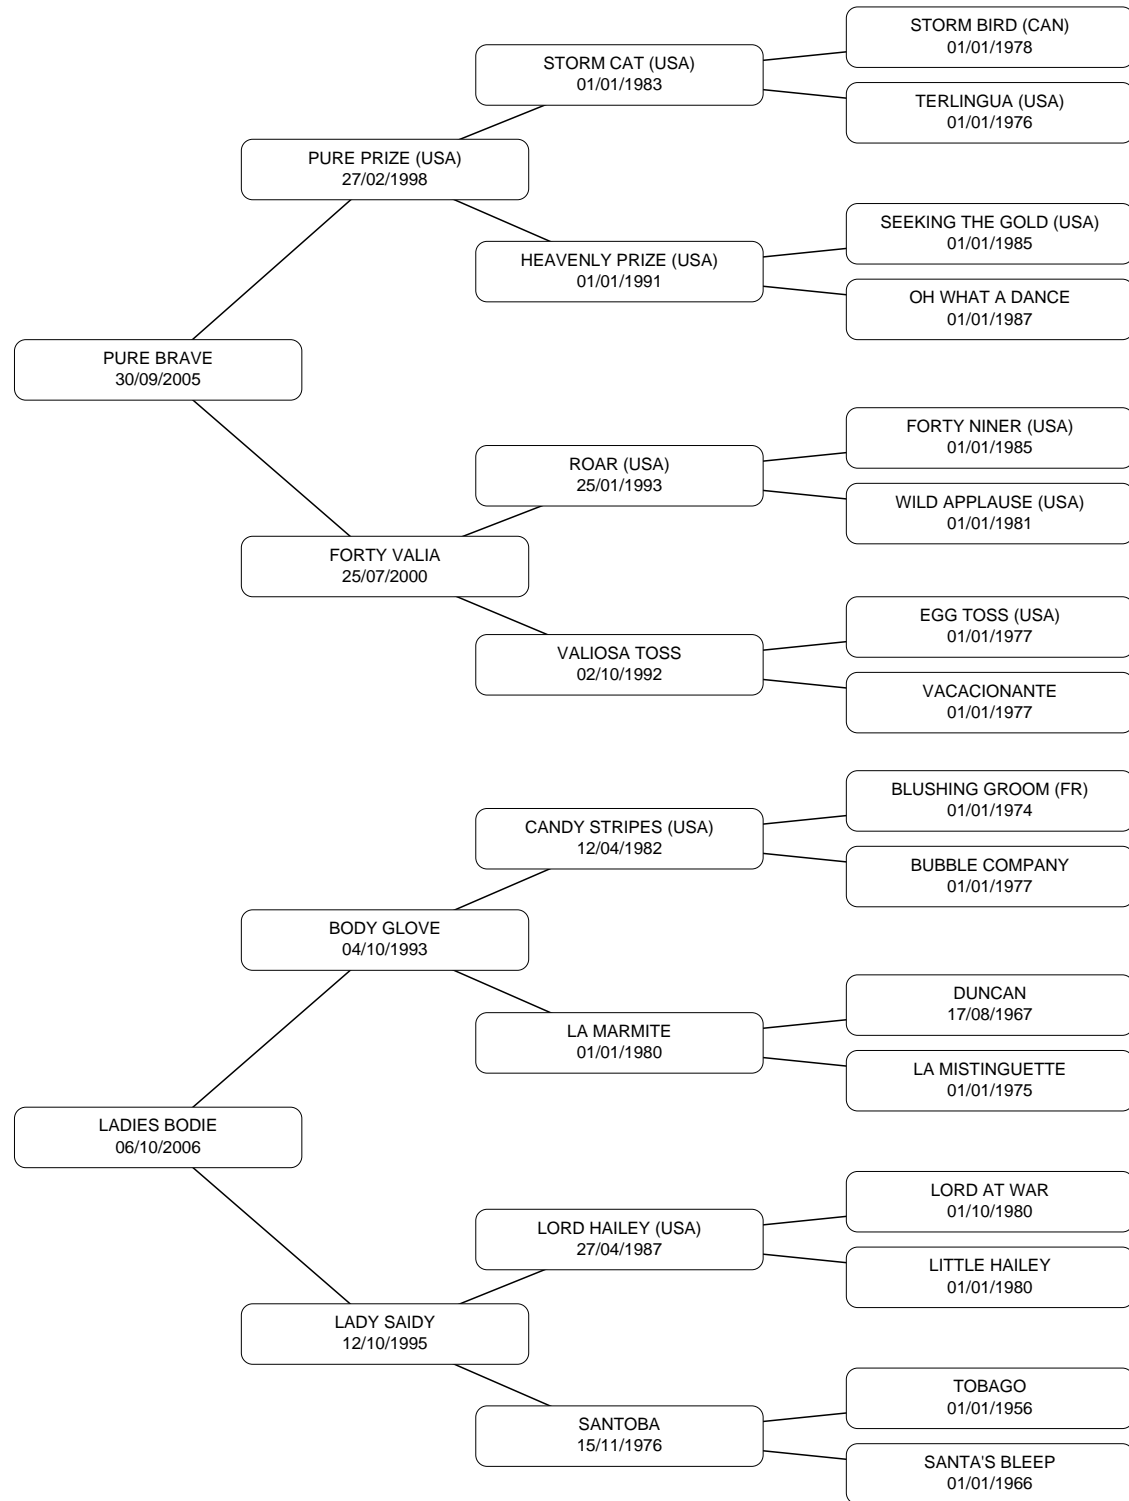 STORM BIRD (CAN)
01/01/1978
STORM CAT (USA)
01/01/1983
TERLINGUA (USA)
01/01/1976
PURE PRIZE (USA)
27/02/1998
SEEKING THE GOLD (USA)
01/01/1985
HEAVENLY PRIZE (USA)
01/01/1991
OH WHAT A DANCE
01/01/1987
PURE BRAVE
30/09/2005
FORTY NINER (USA)
01/01/1985
ROAR (USA)
25/01/1993
WILD APPLAUSE (USA)
01/01/1981
FORTY VALIA
25/07/2000
EGG TOSS (USA)
01/01/1977
VALIOSA TOSS
02/10/1992
VACACIONANTE
01/01/1977
BLUSHING GROOM (FR)
01/01/1974
CANDY STRIPES (USA)
12/04/1982
BUBBLE COMPANY
01/01/1977
BODY GLOVE
04/10/1993
DUNCAN
17/08/1967
LA MARMITE
01/01/1980
LA MISTINGUETTE
01/01/1975
LADIES BODIE
06/10/2006
LORD AT WAR
01/10/1980
LORD HAILEY (USA)
27/04/1987
LITTLE HAILEY
01/01/1980
LADY SAIDY
12/10/1995
TOBAGO
01/01/1956
SANTOBA
15/11/1976
SANTA'S BLEEP
01/01/1966